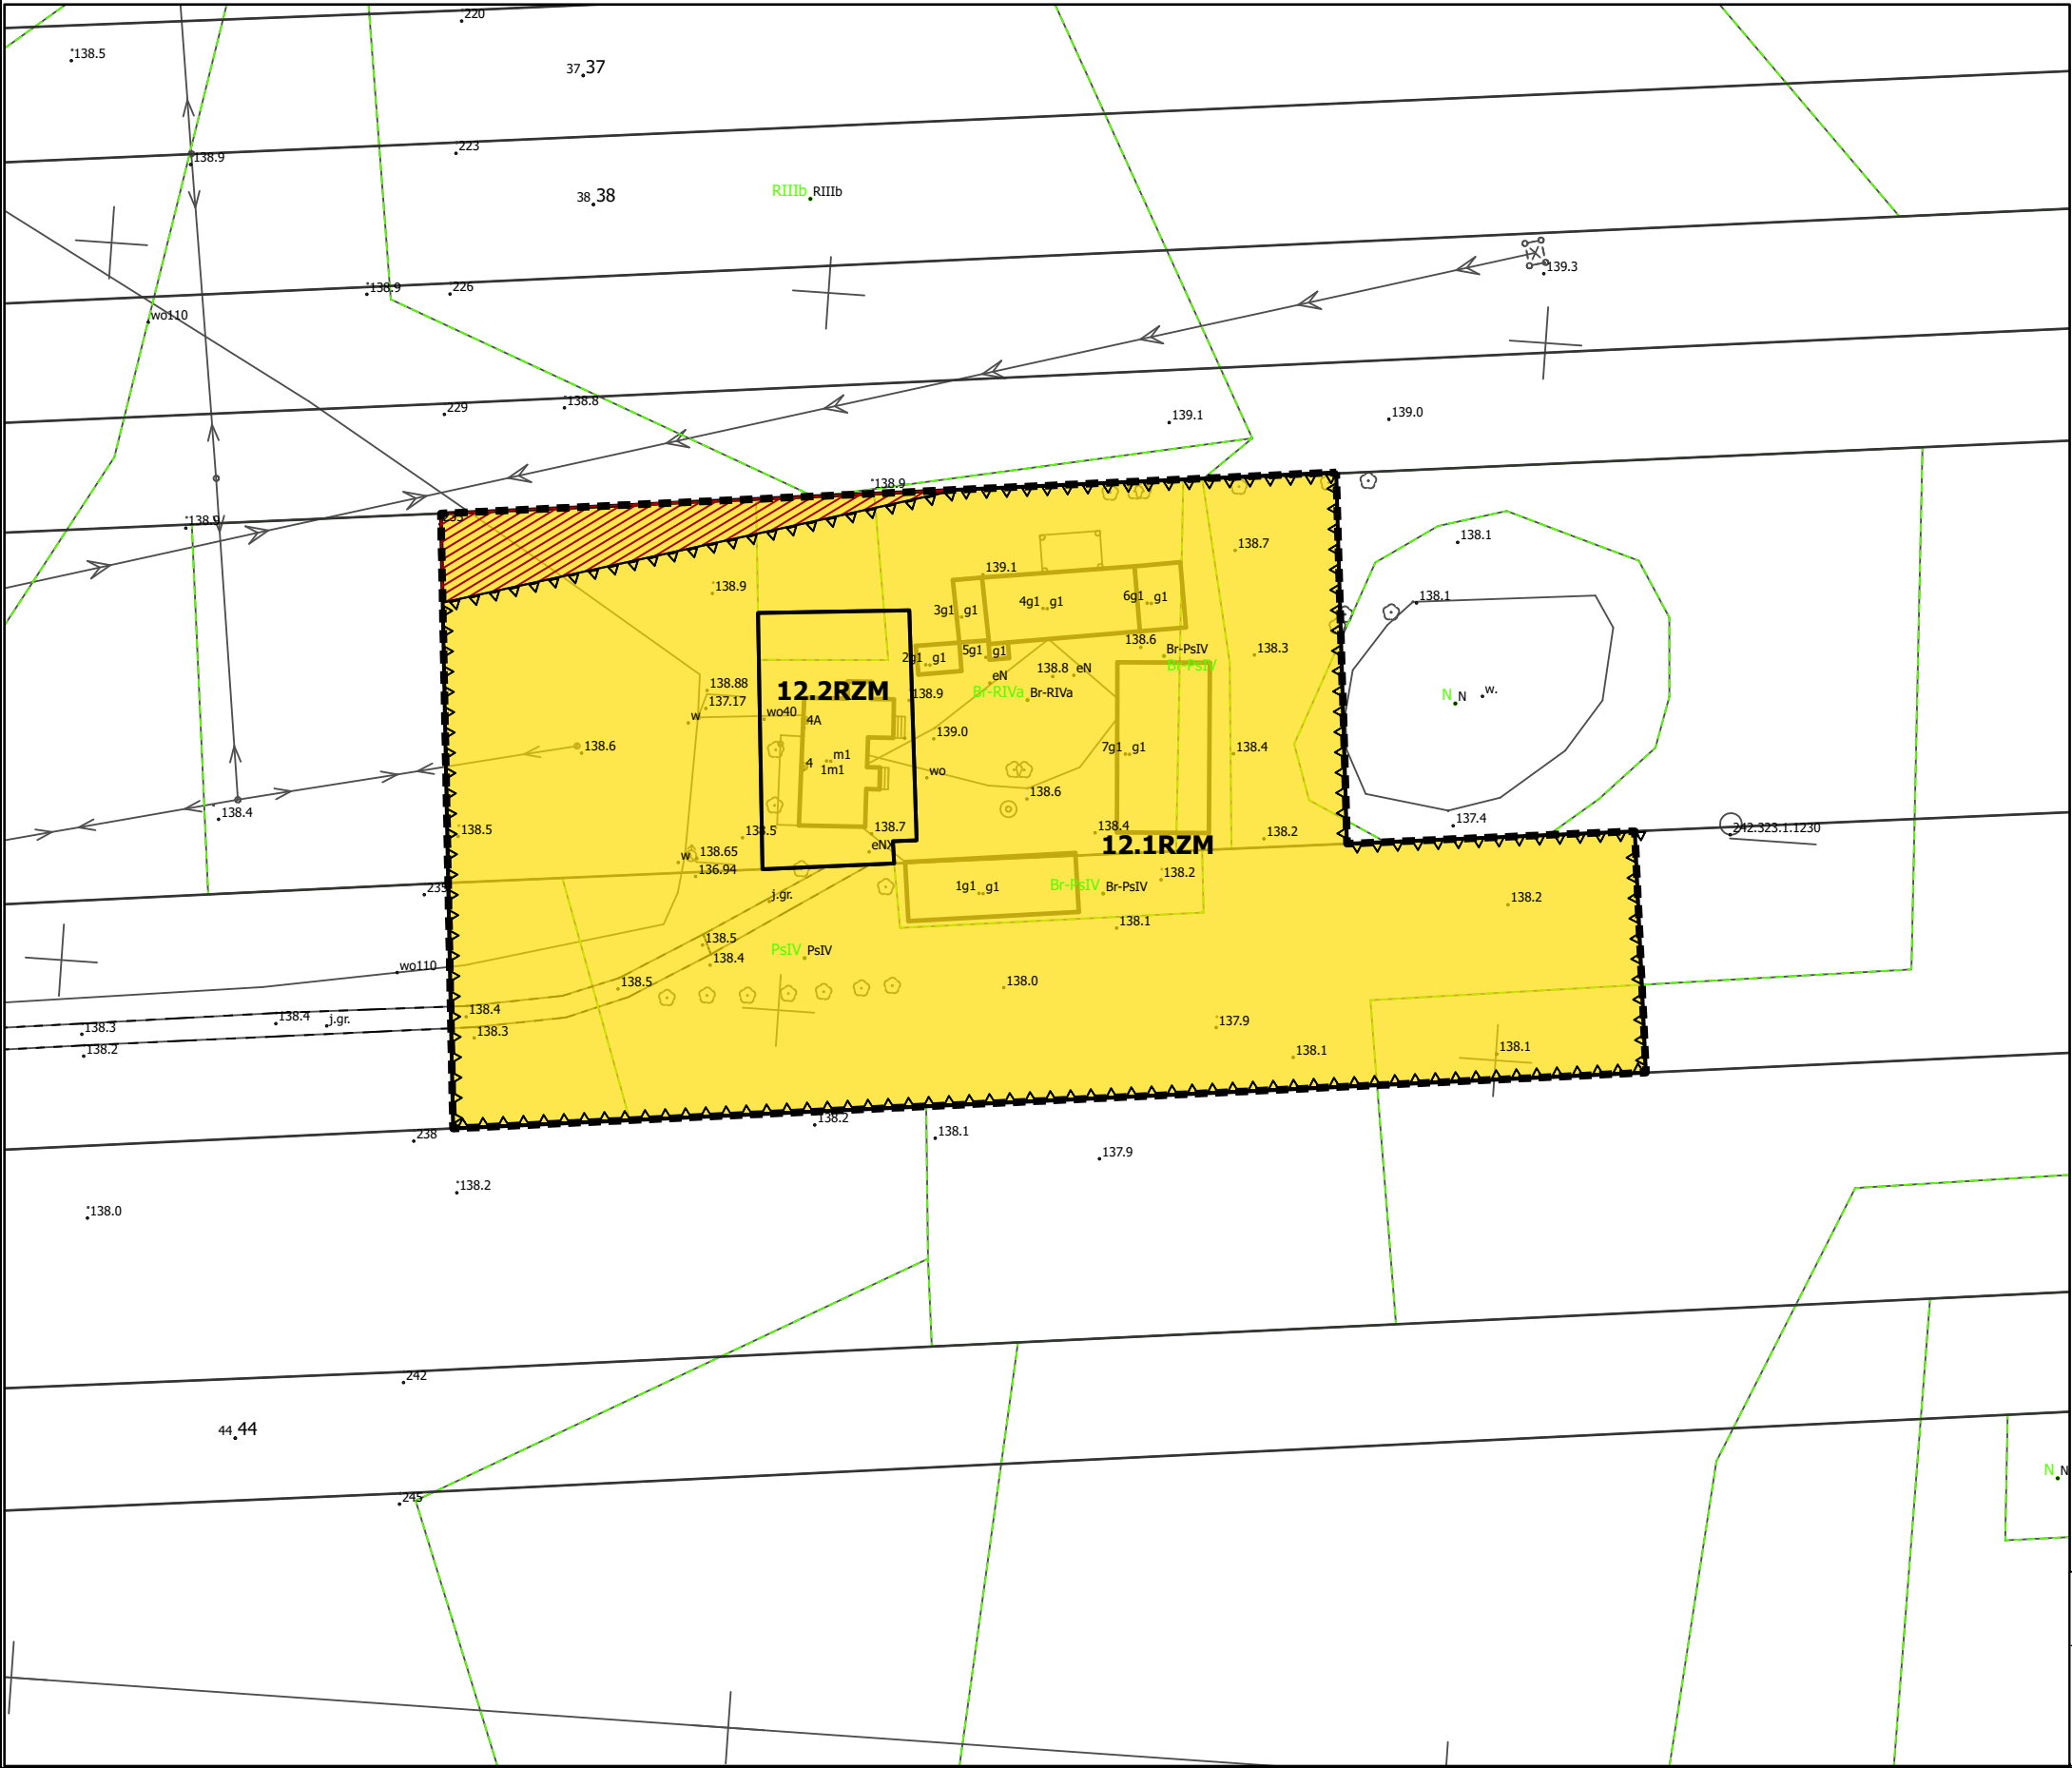 220
138.5
37 37
223
138.9
RIIIb RIIIb
38 38
139.3
138.9
226
wo110
229
138.8
139.1
139.0
138.9
138.9
138.1
138.7
139.1
138.9
138.1
3g1 g1
4g1 g1
6g1 g1
138.6
Br-PsIV
138.3
2g1 g1
5g1 g1
Br-PsIV
138.8
eN
eN
138.88
12.2RZM
138.9
Br-RIVa Br-RIVa
N N
w.
137.17
w
wo40
4A
139.0
138.6
m1
7g1 g1
138.4
4
1m1
wo
138.6
138.4
137.4
242.323.1.1230
138.5
138.5
138.7
138.4
138.2
w
138.65
eNX
12.1RZM
136.94
138.2
235
j.gr.
1g1 g1
Br-PsIV Br-PsIV
138.2
138.1
138.5
PsIV PsIV
138.4
wo110
138.5
138.0
138.4
138.4
j.gr.
138.3
138.3
137.9
138.2
138.1
138.1
138.2
238
138.1
137.9
138.2
138.0
242
44 44
N N
245